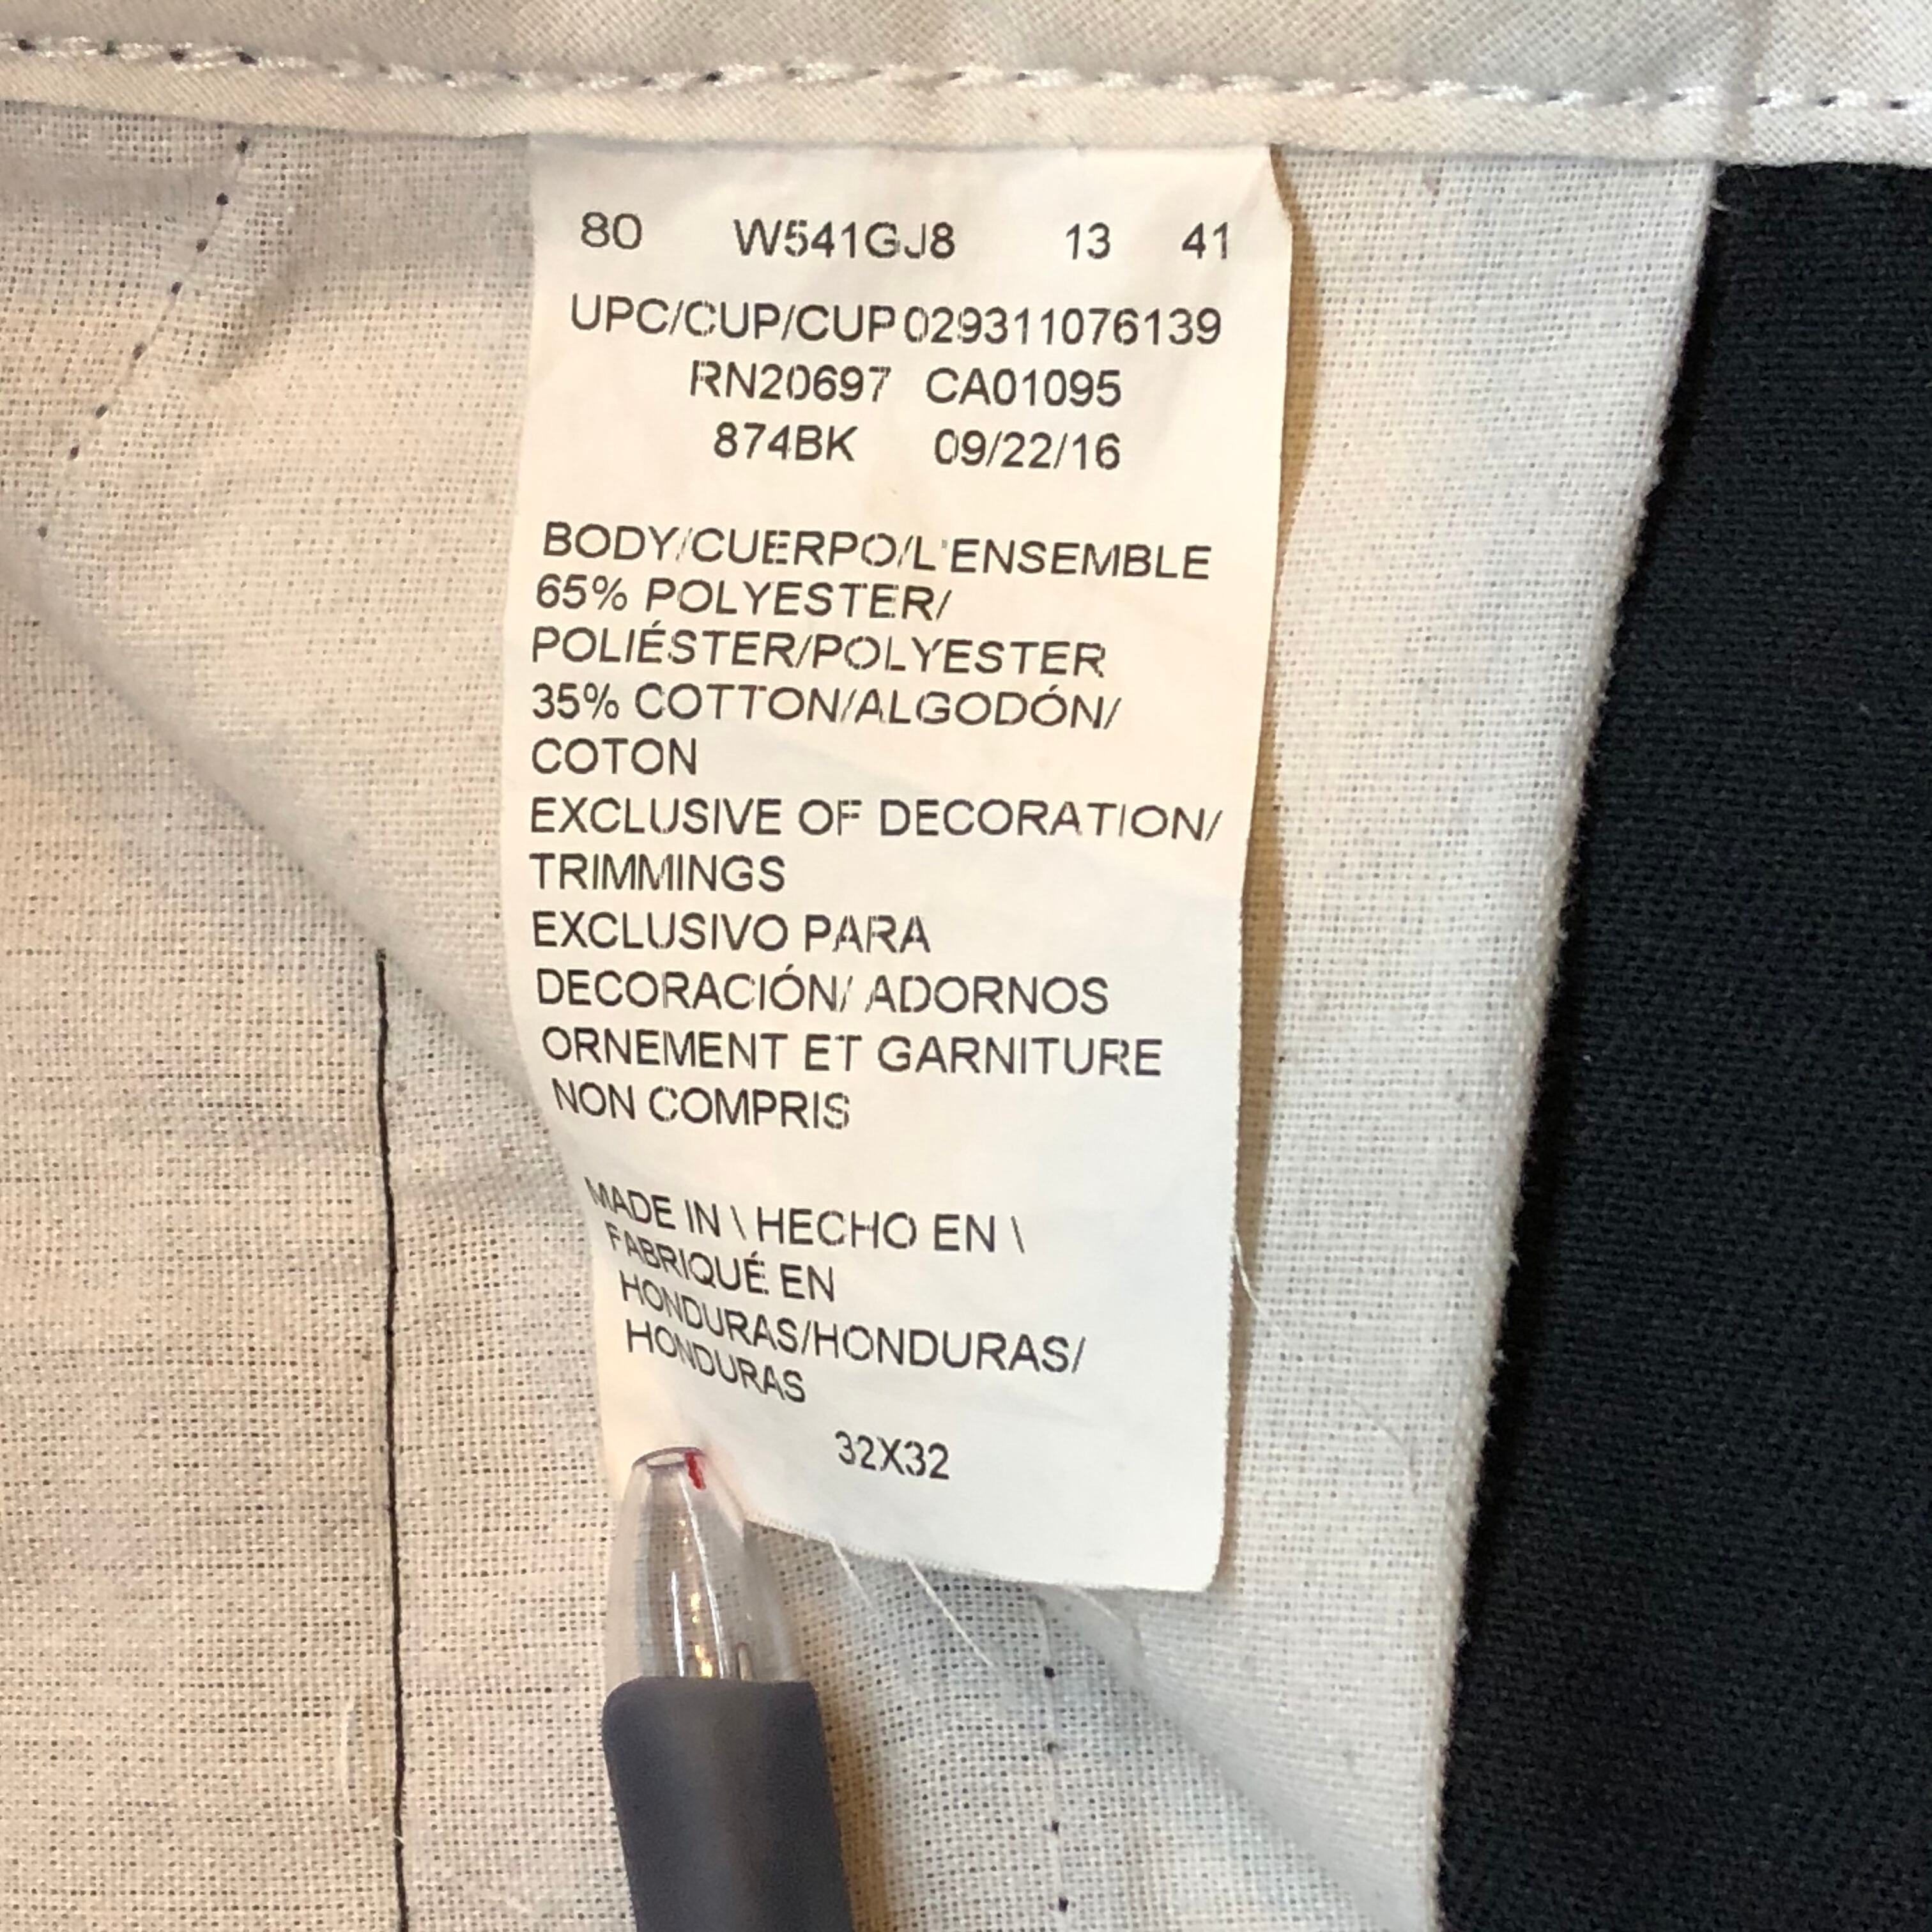 80 W541GJ8 13 41
UPC/CUP/CUP 029311076139
RN20697 CA01095
874BK 09/22/16
BODY/CUERPO/L'ENSEMBLE
65% POLYESTER/
POLIÉSTER/POLYESTER
35% COTTON/ALGODÓN/
COTON
EXCLUSIVE OF DECORATION/
TRIMMINGS
EXCLUSIVO PARA
DECORACIÓN/ ADORNOS
ORNEMENT ET GARNITURE
NON COMPRIS
MADE IN \ HECHO EN \
FABRIQUÉ EN
HONDURAS/HONDURAS/
HONDURAS
32X32